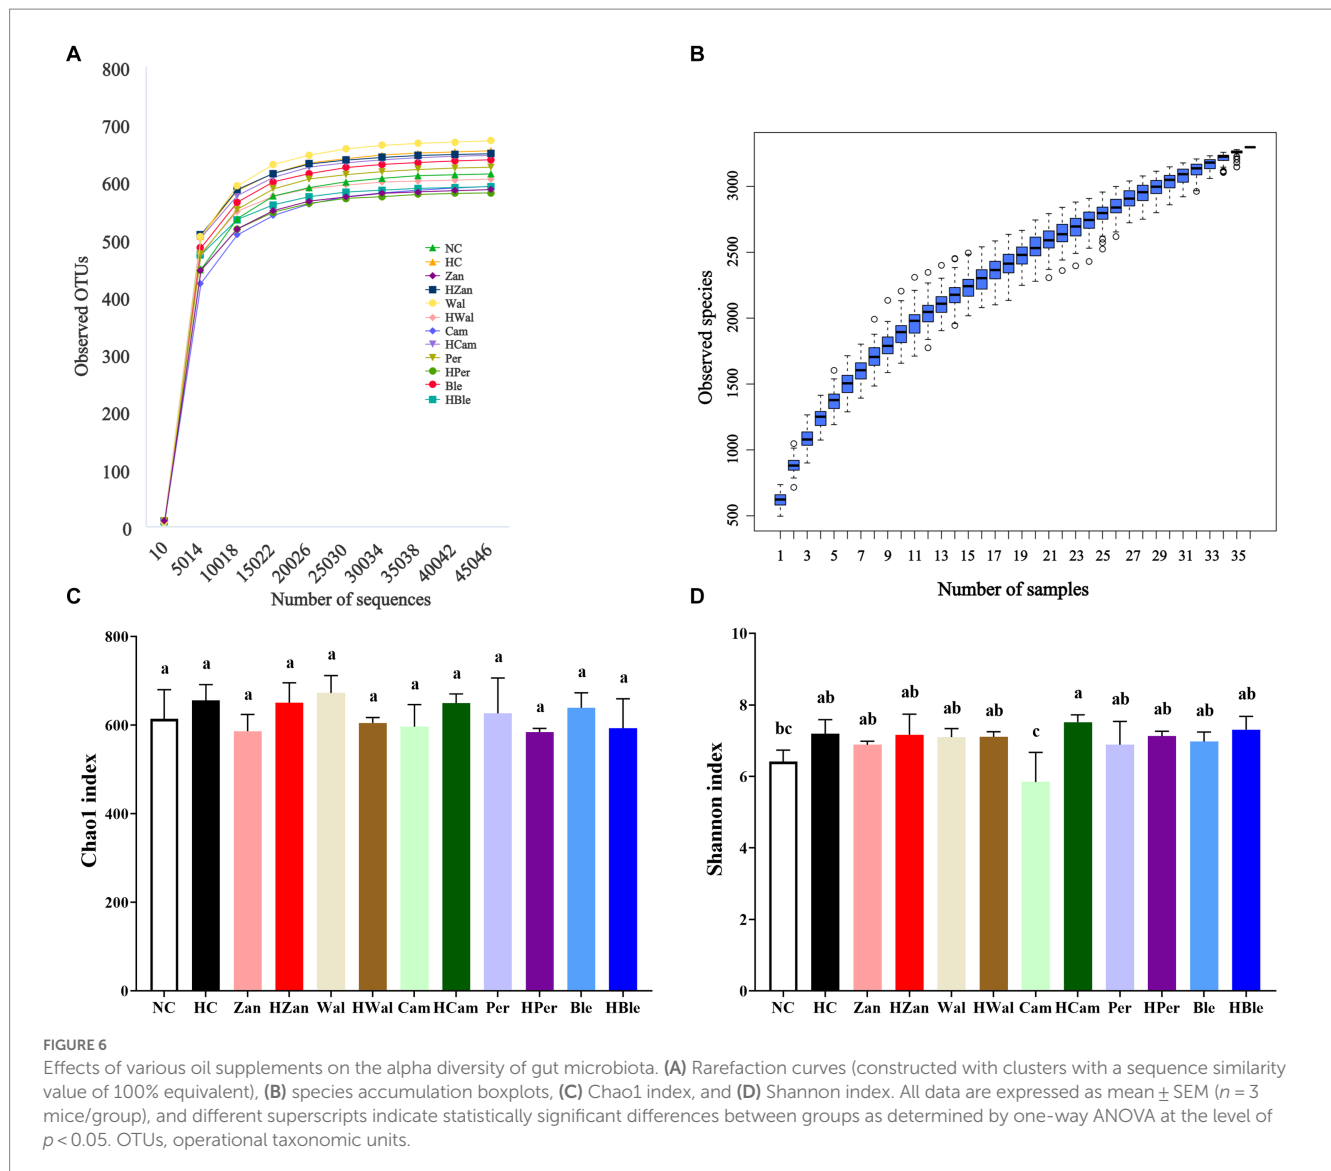 A
800
700
600
500
400
300
200
100
0
Observed OTUs
10
5014
10018
15022
20026
25030
30034
35038
40042
45046
Number of sequences
NC
HC
Zan
HZan
Wal
HWal
Cam
HCam
Per
HPer
Ble
HBle
B
3000
2500
2000
1500
1000
500
Observed species
1 3 5 7 9 11 13 15 17 19 21 23 25 27 29 31 33 35
Number of samples
C
800
600
400
200
0
Chao1 index
a a a a a a a a a a a a
NC HC Zan HZan Wal HWal Cam HCam Per HPer Ble HBle
D
10
8
6
4
2
0
Shannon index
bc ab ab ab ab ab c a ab ab ab ab
NC HC Zan HZan Wal HWal Cam HCam Per HPer Ble HBle
FIGURE 6
Effects of various oil supplements on the alpha diversity of gut microbiota. (A) Rarefaction curves (constructed with clusters with a sequence similarity
value of 100% equivalent), (B) species accumulation boxplots, (C) Chao1 index, and (D) Shannon index. All data are expressed as mean ± SEM (n = 3
mice/group), and different superscripts indicate statistically significant differences between groups as determined by one-way ANOVA at the level of
p < 0.05. OTUs, operational taxonomic units.